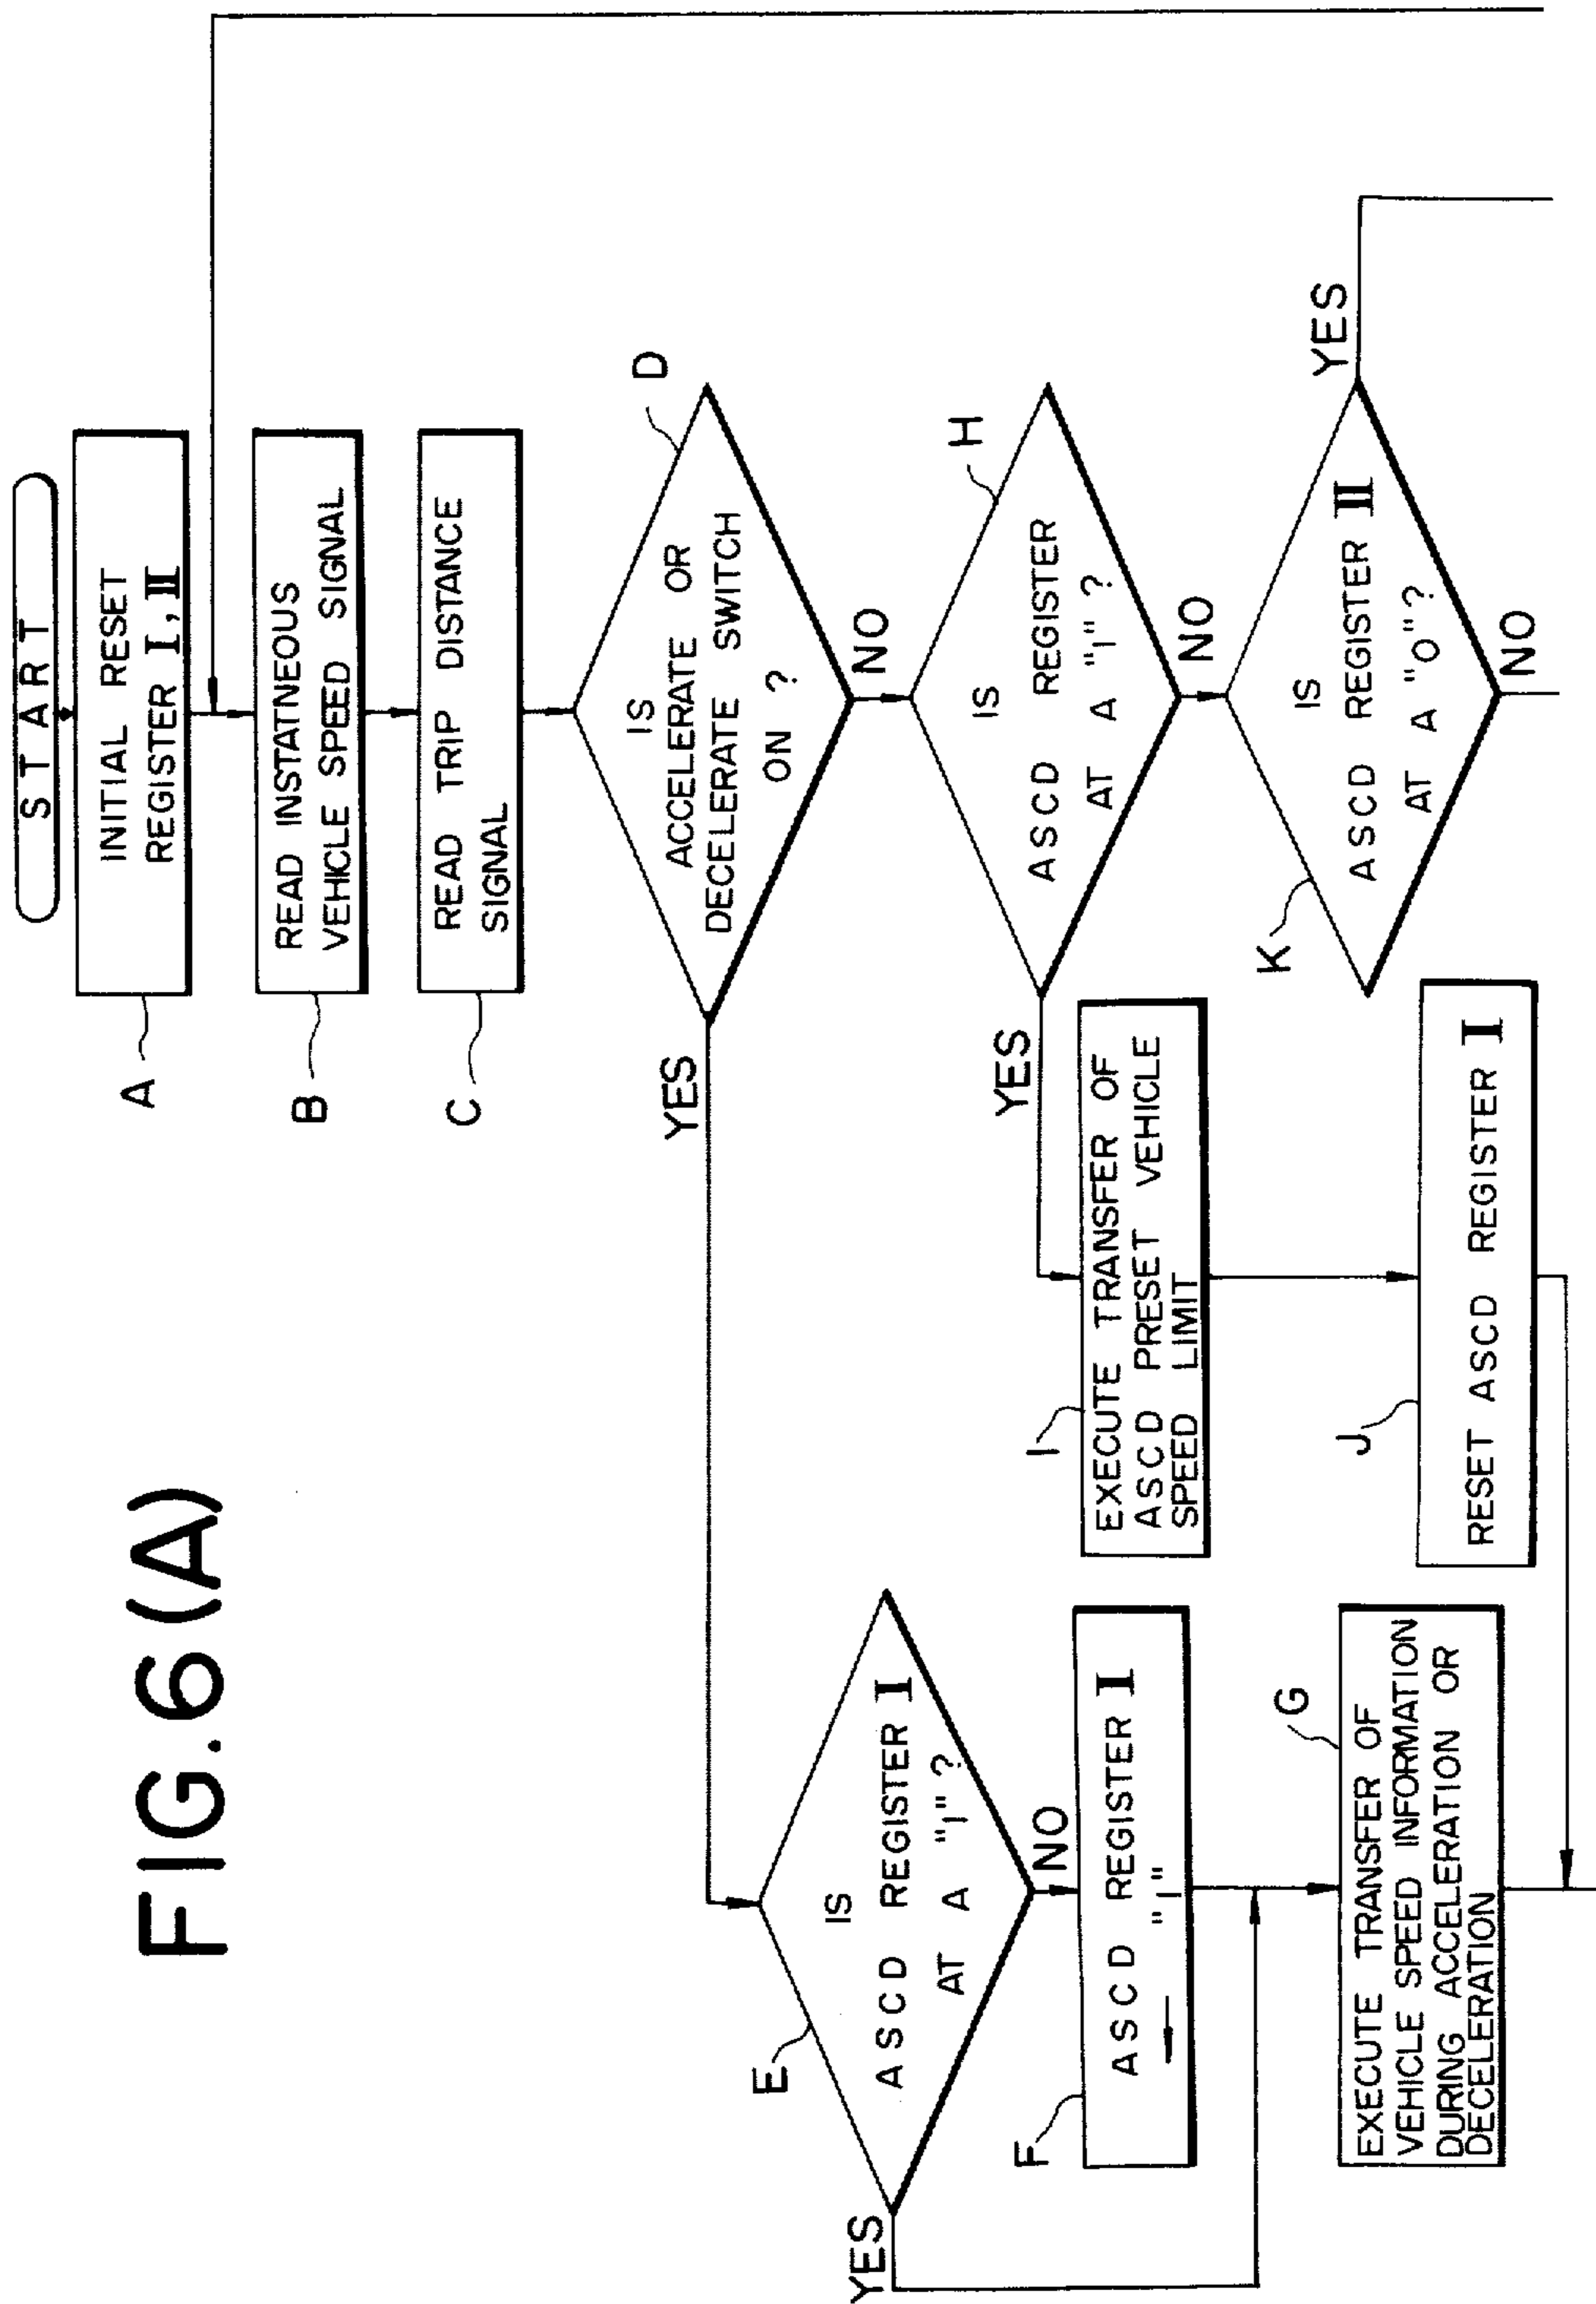 FIG.6(A)
START
INITIAL RESET
REGISTER I, II
A
READ INSTATNEOUS
VEHICLE SPEED SIGNAL
B
READ TRIP DISTANCE
SIGNAL
C
IS
ACCELERATE OR
DECELERATE SWITCH
ON ?
D
YES
NO
IS
ASCD REGISTER I
AT A "1" ?
E
YES
NO
ASCD REGISTER I
← "1"
F
EXECUTE TRANSFER OF
VEHICLE SPEED INFORMATION
DURING ACCELERATION OR
DECELERATION
G
IS
ASCD REGISTER
AT A "1" ?
H
YES
NO
EXECUTE TRANSFER OF
ASCD PRESET VEHICLE
SPEED LIMIT
I
RESET ASCD REGISTER I
J
IS
ASCD REGISTER II
AT A "0" ?
K
YES
NO